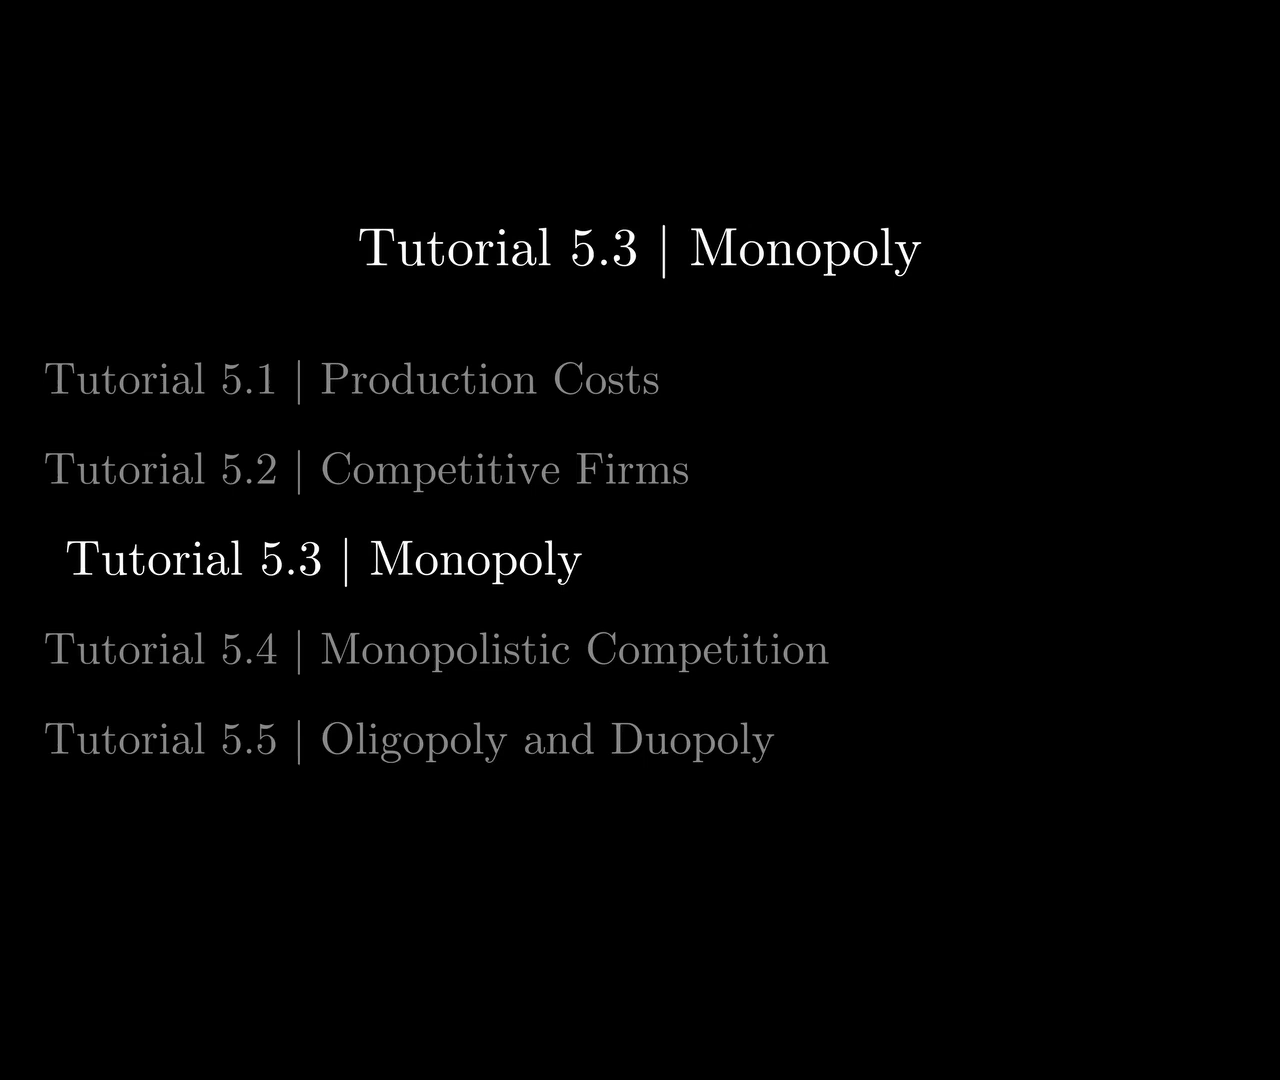 Tutorial 5.3 | Monopoly
Tutorial 5.1 | Production Costs
Tutorial 5.2 | Competitive Firms
Tutorial 5.3 | Monopoly
Tutorial 5.4 | Monopolistic Competition
Tutorial 5.5 | Oligopoly and Duopoly